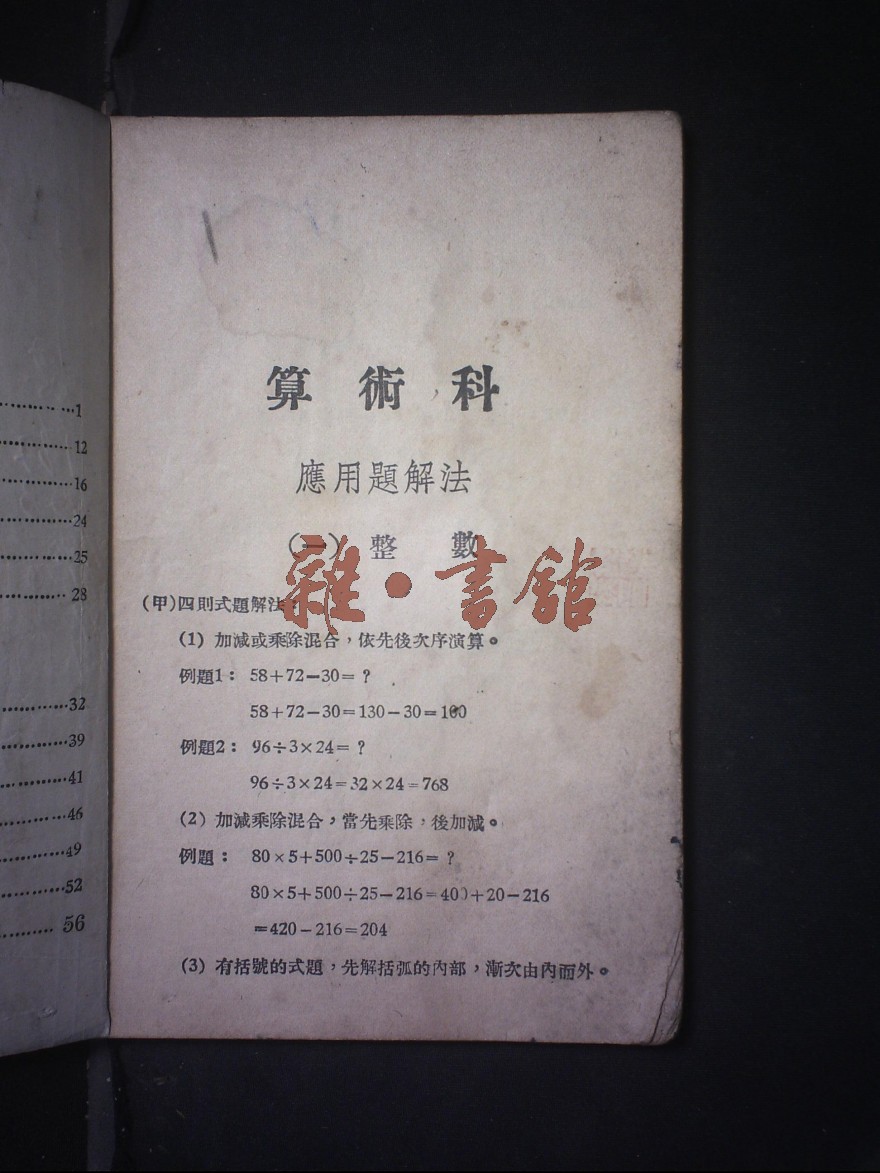 ………1
………12
………16
………24
………25
………28
………32
………39
………41
………46
………49
………52
………56
算術科
應用題解法
(一) 整數
雜·書舘
(甲)四則式題解法：
(1) 加減或乘除混合，依先後次序演算。
例題1： 58+72−30=？
58+72−30=130−30=100
例題2： 96÷3×24=？
96÷3×24=32×24=768
(2) 加減乘除混合，當先乘除，後加減。
例題： 80×5+500÷25−216=？
80×5+500÷25−216=400+20−216
=420−216=204
(3) 有括號的式題，先解括弧的內部，漸次由內而外。